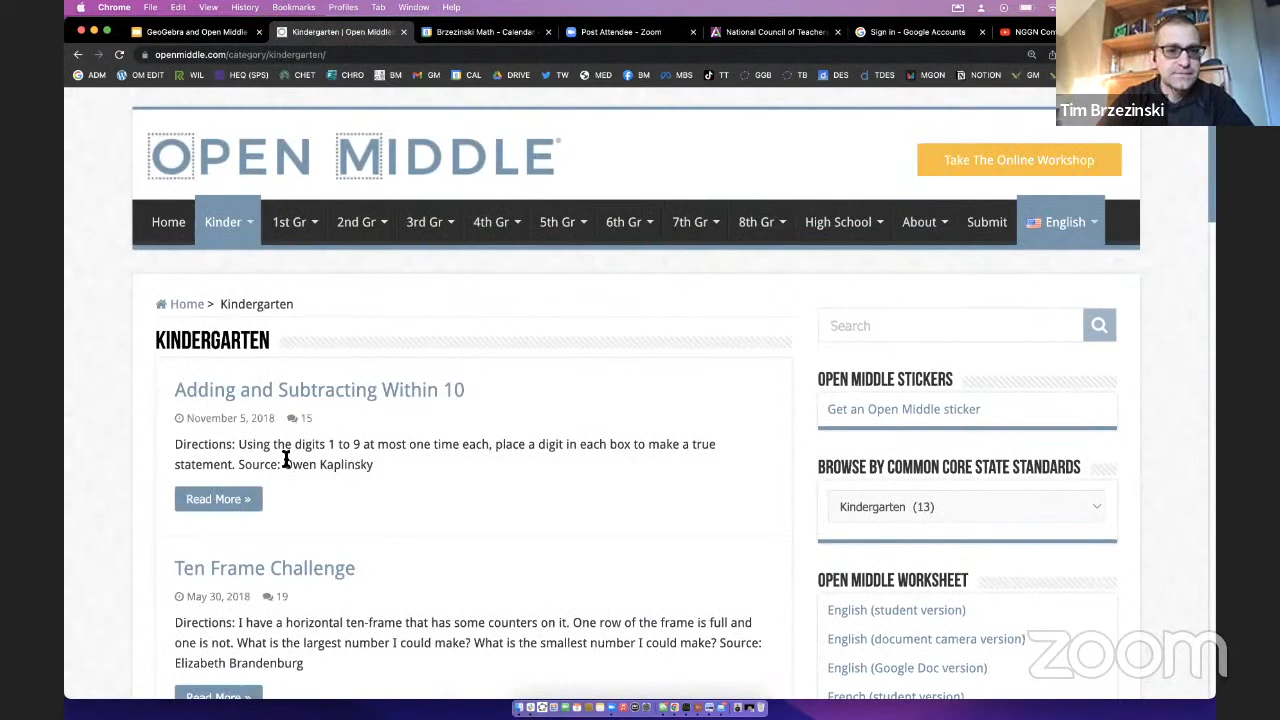 Chrome File Edit View History Bookmarks Profiles Tab Window Help
GeoGebra and Open Middle
Kindergarten | Open Middle
Brzezinski Math - Calendar -
Post Attendee - Zoom
National Council of Teachers
Sign in - Google Accounts
NGGN Con
openmiddle.com/category/kindergarten/
ADM OM EDIT WIL HEQ (SPS) CHET CHRO BM GM CAL DRIVE TW MED BM MBS TT GGB TB DES TDES MGON NOTION GM
Tim Brzezinski
OPEN MIDDLE®
Take The Online Workshop
Home Kinder 1st Gr 2nd Gr 3rd Gr 4th Gr 5th Gr 6th Gr 7th Gr 8th Gr High School About Submit English
Home > Kindergarten
KINDERGARTEN
Adding and Subtracting Within 10
November 5, 2018 15
Directions: Using the digits 1 to 9 at most one time each, place a digit in each box to make a true
statement. Source: Owen Kaplinsky
Read More »
Ten Frame Challenge
May 30, 2018 19
Directions: I have a horizontal ten-frame that has some counters on it. One row of the frame is full and
one is not. What is the largest number I could make? What is the smallest number I could make? Source:
Elizabeth Brandenburg
Read More »
Search
OPEN MIDDLE STICKERS
Get an Open Middle sticker
BROWSE BY COMMON CORE STATE STANDARDS
Kindergarten (13)
OPEN MIDDLE WORKSHEET
English (student version)
English (document camera version)
English (Google Doc version)
French (student version)
zoom